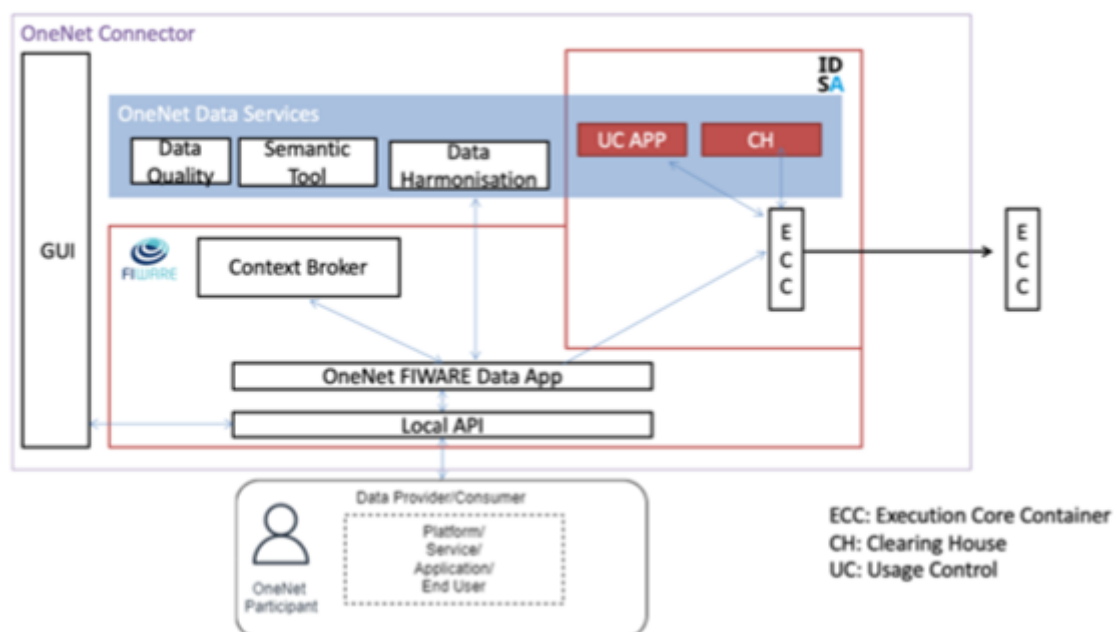 OneNet Connector
ID
SA
OneNet Data Services
Data
Quality
Semantic
Tool
Data
Harmonisation
UC APP
CH
GUI
FIWARE
Context Broker
E
C
C
E
C
C
OneNet FIWARE Data App
Local API
Data Provider/Consumer
Platform/
Service/
Application/
End User
OneNet
Participant
ECC: Execution Core Container
CH: Clearing House
UC: Usage Control